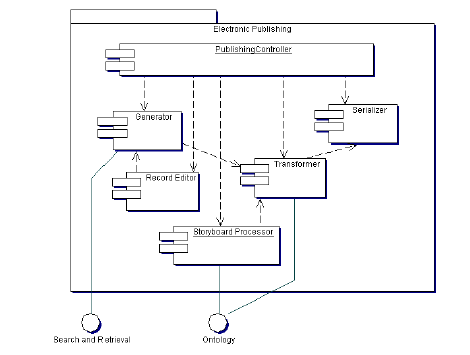 Electronic Publishing
PublishingController
Generator
Serializer
Transformer
Record Editor
Storyboard Processor
Search and Retrieval
Ontology